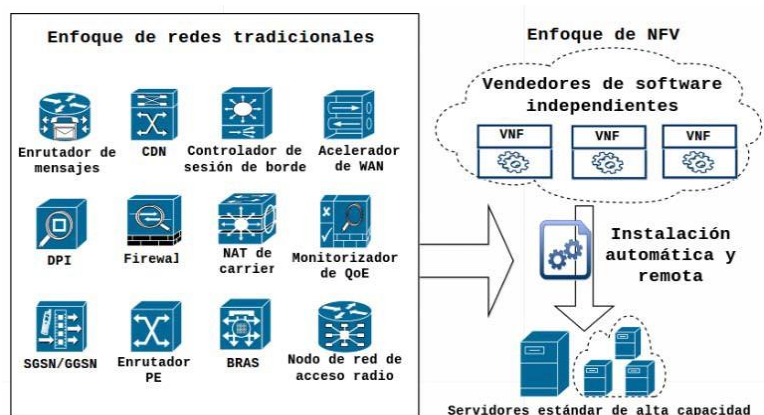 Enfoque de redes tradicionales
Enrutador de
mensajes
CDN
Controlador de
sesión de borde
Acelerador
de WAN
DPI
Firewal
NAT de
carrier
Monitorizador
de QoE
SGSN/GGSN
Enrutador
PE
BRAS
Nodo de red de
acceso radio
Enfoque de NFV
Vendedores de software
independientes
VNF
VNF
VNF
Instalación
automática y
remota
Servidores estándar de alta capacidad